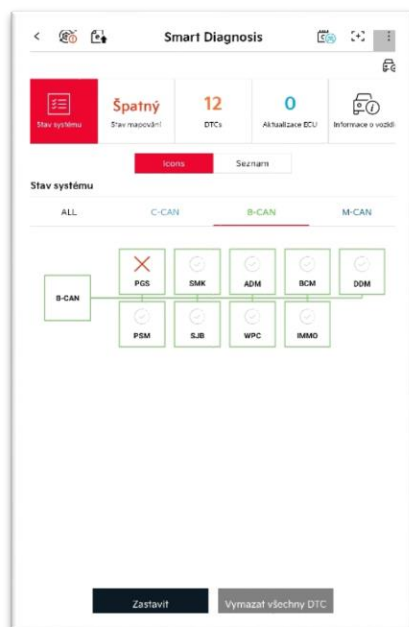 Smart Diagnosis
Stav systému
Špatný
Stav mapování
12
DTCs
0
Aktualizace ECU
Informace o vozidl
Icons
Seznam
Stav systému
ALL
C-CAN
B-CAN
M-CAN
B-CAN
PGS
SMK
ADM
BCM
DDM
PSM
SJB
WPC
IMMO
Zastavit
Vymazat všechny DTC